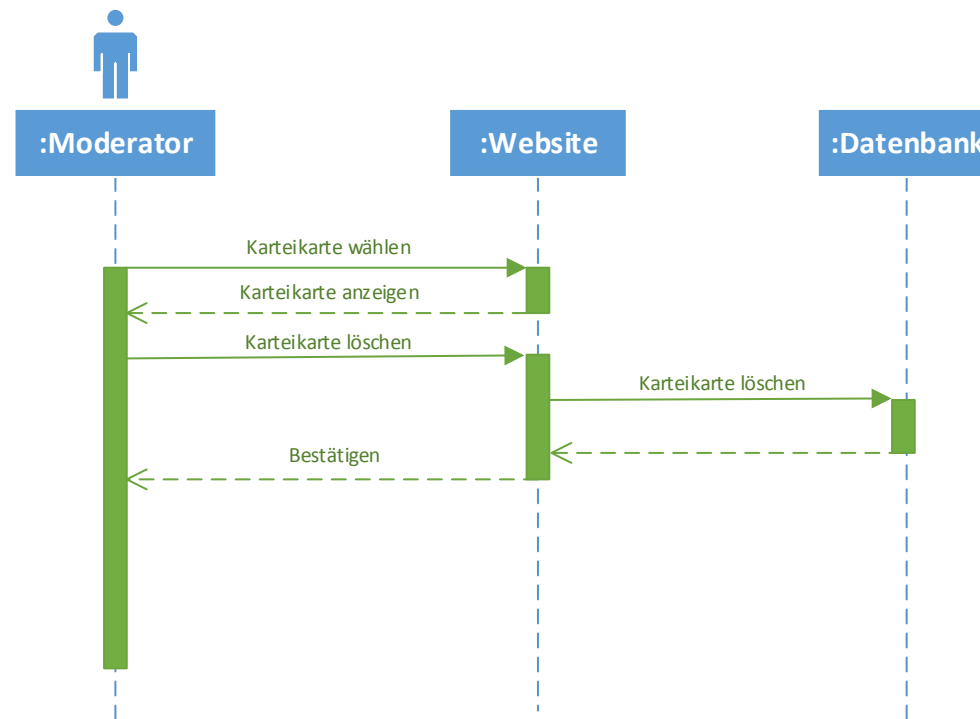 :Moderator
:Website
:Datenbank
Karteikarte wählen
Karteikarte anzeigen
Karteikarte löschen
Karteikarte löschen
Bestätigen